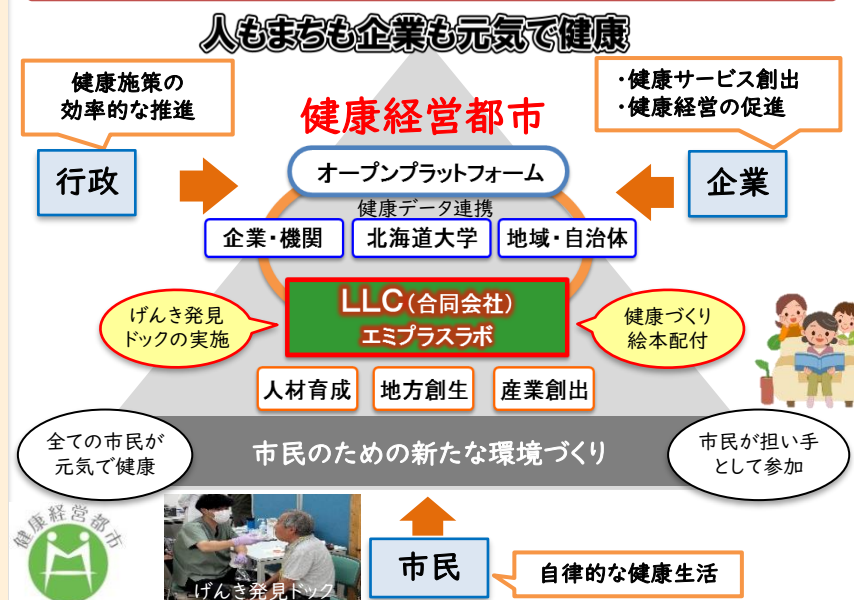 人もまちも企業も元気で健康
健康施策の
効率的な推進
・健康サービス創出
・健康経営の促進
健康経営都市
行政
オープンプラットフォーム
企業
健康データ連携
企業・機関
北海道大学
地域・自治体
LLC(合同会社)
エミプラスラボ
げんき発見
ドックの実施
健康づくり
絵本配付
人材育成
地方創生
産業創出
全ての市民が
元気で健康
市民のための新たな環境づくり
市民が担い手
として参加
健康経営都市
げんき発見ドック
市民
自律的な健康生活